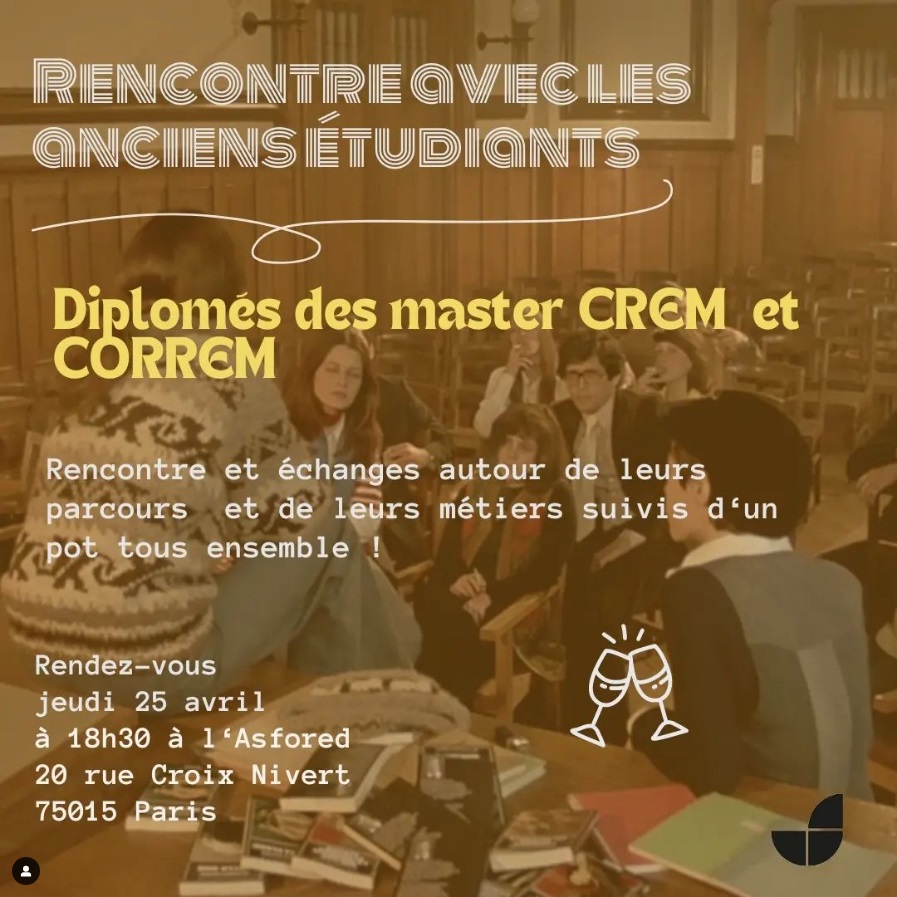 Rencontre avec les
anciens étudiants
Diplomés des master CREM et
CORREM
Rencontre et échanges autour de leurs
parcours et de leurs métiers suivis d‘un
pot tous ensemble !
Rendez-vous
jeudi 25 avril
à 18h30 à l‘Asfored
20 rue Croix Nivert
75015 Paris